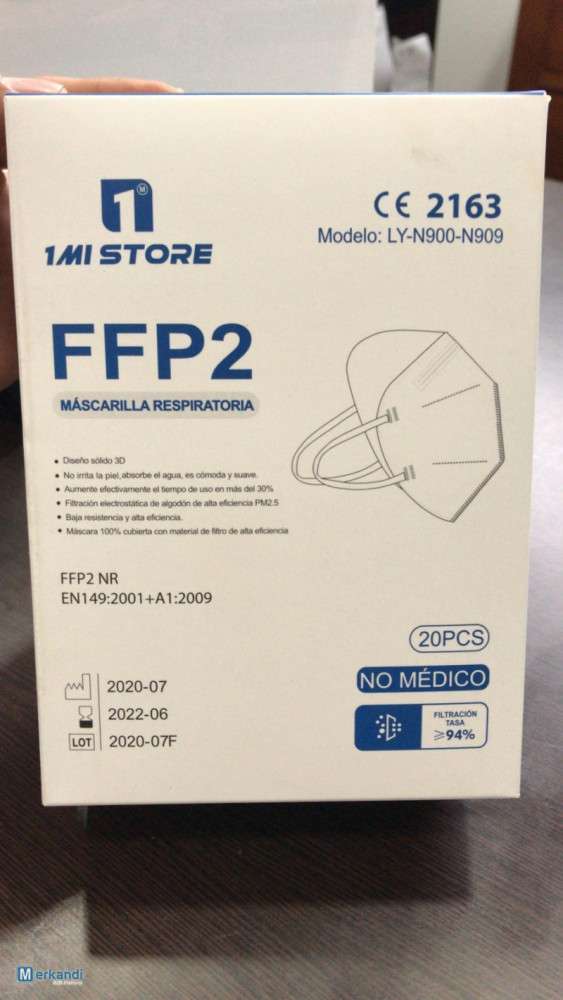 1
M
1MI STORE
CE 2163
Modelo: LY-N900-N909
FFP2
MÁSCARILLA RESPIRATORIA
• Diseño sólido 3D
• No irrita la piel, absorbe el agua, es cómoda y suave.
• Aumente efectivamente el tiempo de uso en más del 30%
• Filtración electrostática de algodón de alta eficiencia PM2.5
• Baja resistencia y alta eficiencia.
• Máscara 100% cubierta con material de filtro de alta eficiencia
FFP2 NR
EN149:2001+A1:2009
20PCS
NO MÉDICO
FILTRACIÓN
TASA
≥94%
2020-07
2022-06
LOT 2020-07F
Merkandi
B2B Platform